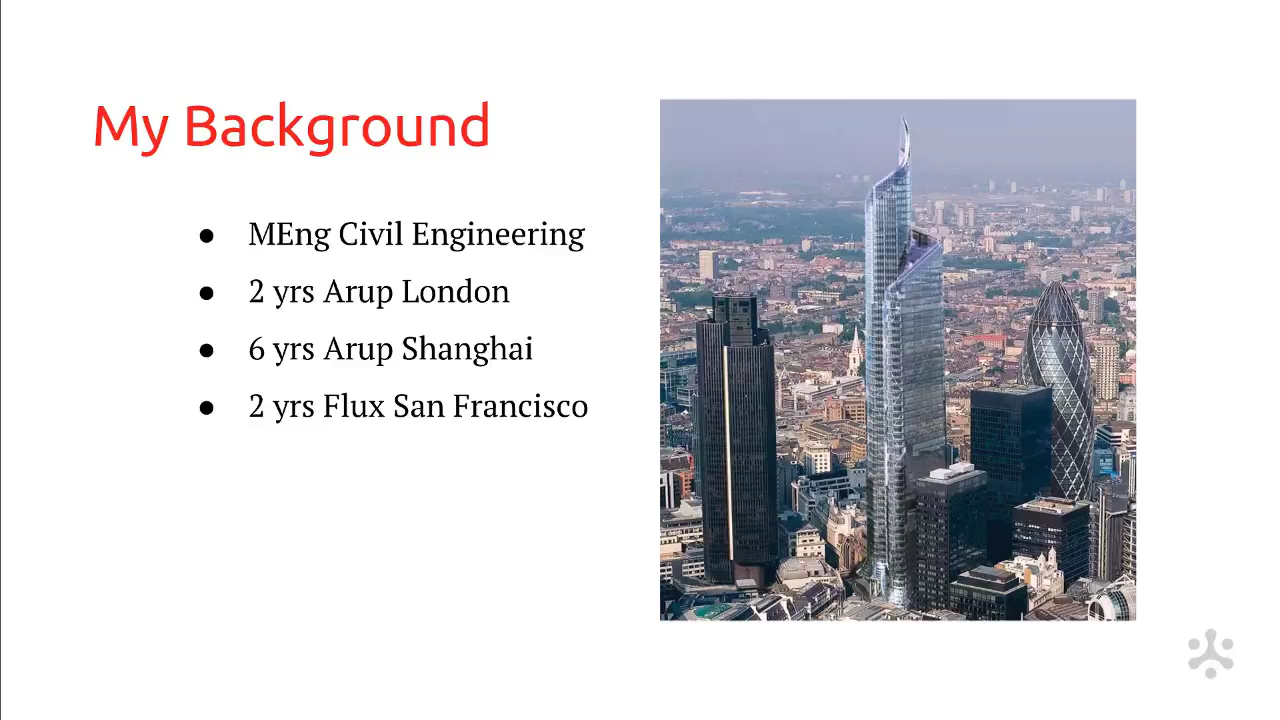 My Background
● MEng Civil Engineering
● 2 yrs Arup London
● 6 yrs Arup Shanghai
● 2 yrs Flux San Francisco